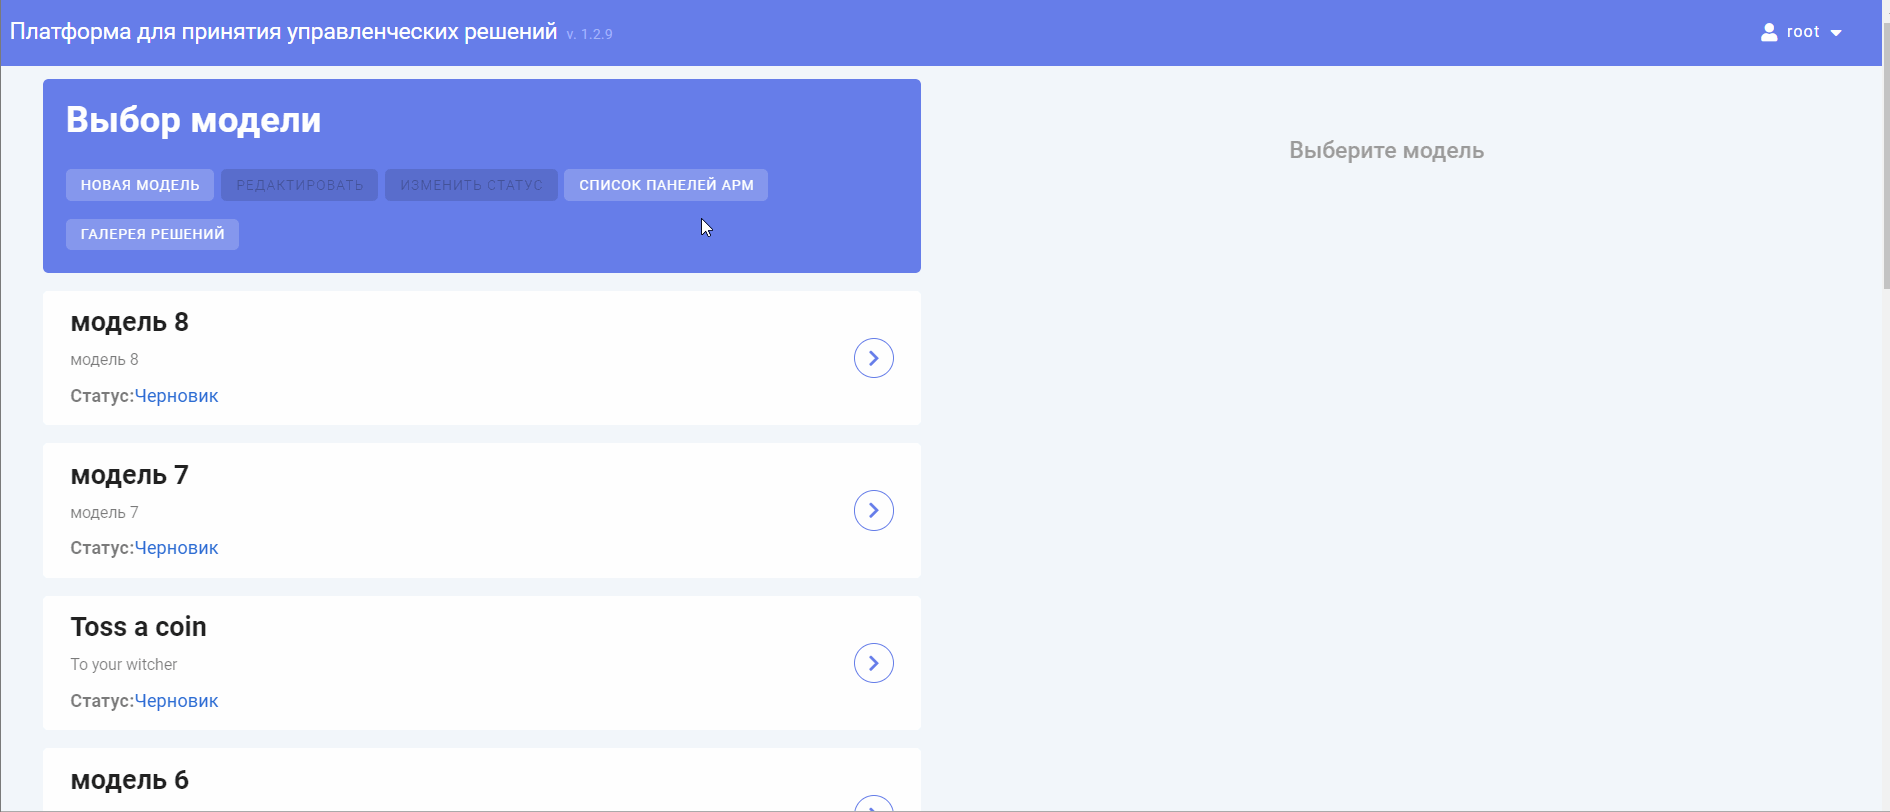 Платформа для принятия управленческих решений v. 1.2.9
root
Выбор модели
НОВАЯ МОДЕЛЬ РЕДАКТИРОВАТЬ ИЗМЕНИТЬ СТАТУС СПИСОК ПАНЕЛЕЙ АРМ
ГАЛЕРЕЯ РЕШЕНИЙ
Выберите модель
модель 8
модель 8
Статус:Черновик
модель 7
модель 7
Статус:Черновик
Toss a coin
To your witcher
Статус:Черновик
модель 6